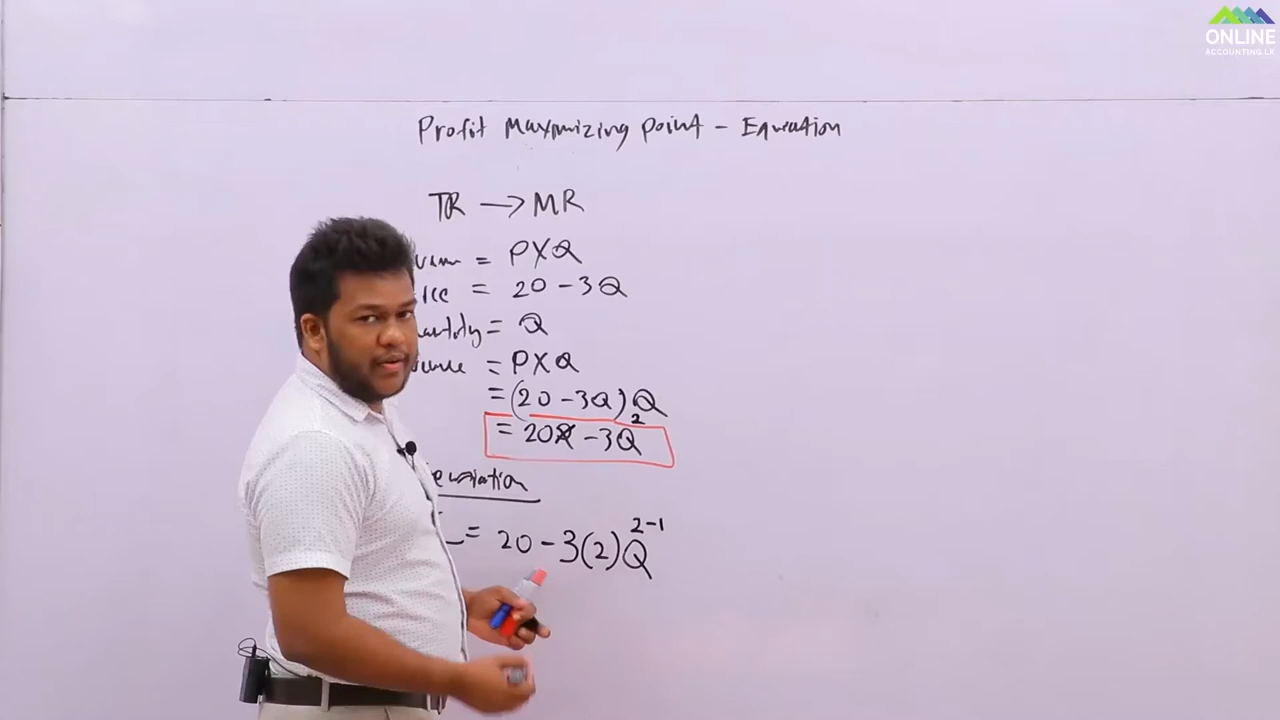 ONLINE
ACCOUNTING.LK
Profit Maxmizing point - Equation
TR → MR
= P X Q
= 20 - 3Q
= Q
= P X Q
= (20 - 3Q) Q
= 20Q - 3Q²
= 20 - 3(2)Q²⁻¹